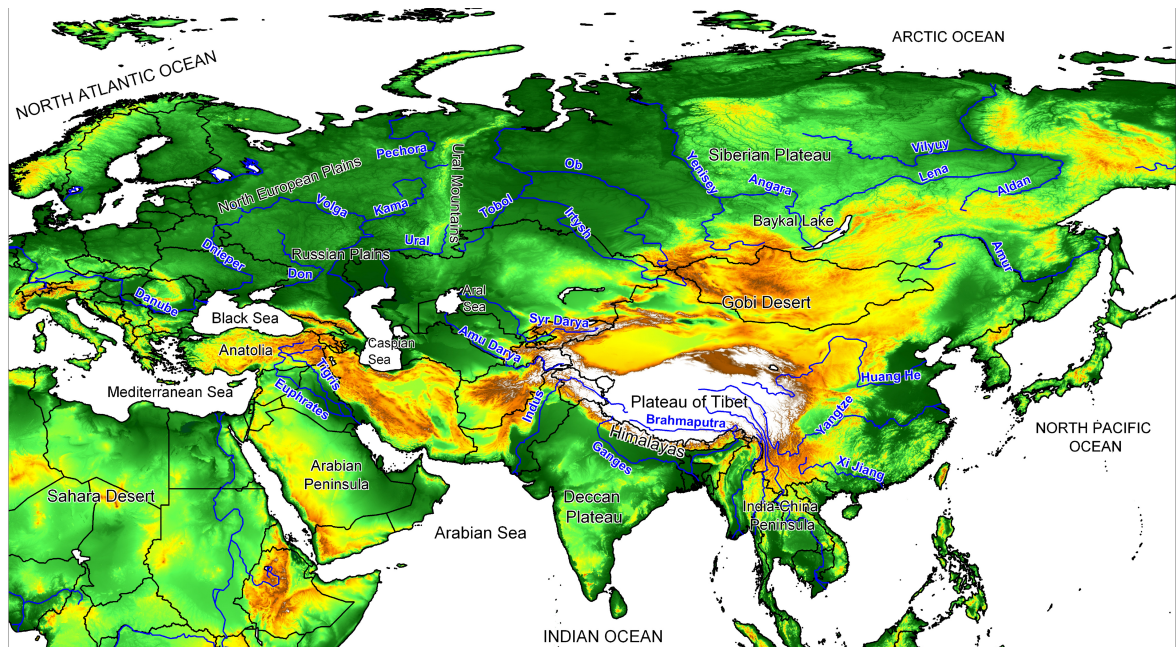 ARCTIC OCEAN
NORTH ATLANTIC OCEAN
Pechora
Ural Mountains
Ob
Siberian Plateau
Vilyuy
Lena
Aldan
Yenisey
Angara
North European Plains
Volga
Kama
Tobol
Irtysh
Baykal Lake
Ural
Dnieper
Russian Plains
Don
Amur
Danube
Aral
Sea
Gobi Desert
Black Sea
Syr-Darya
Amu Darya
Anatolia
Caspian
Sea
Tigris
Huang He
Mediterranean Sea
Euphrates
Indus
Plateau of Tibet
Brahmaputra
Yangtze
NORTH PACIFIC
OCEAN
Himalayas
Ganges
Xi Jiang
Arabian
Peninsula
Sahara Desert
Deccan
Plateau
India-China
Peninsula
Arabian Sea
INDIAN OCEAN